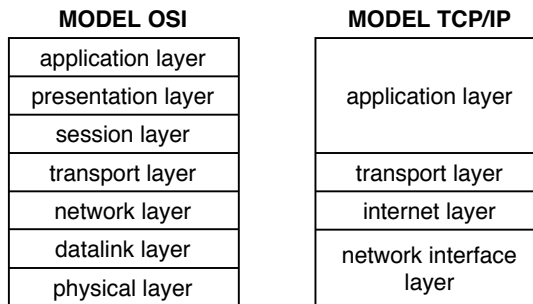 MODEL OSI
application layer
presentation layer
session layer
transport layer
network layer
datalink layer
physical layer
MODEL TCP/IP
application layer
transport layer
internet layer
network interface
layer